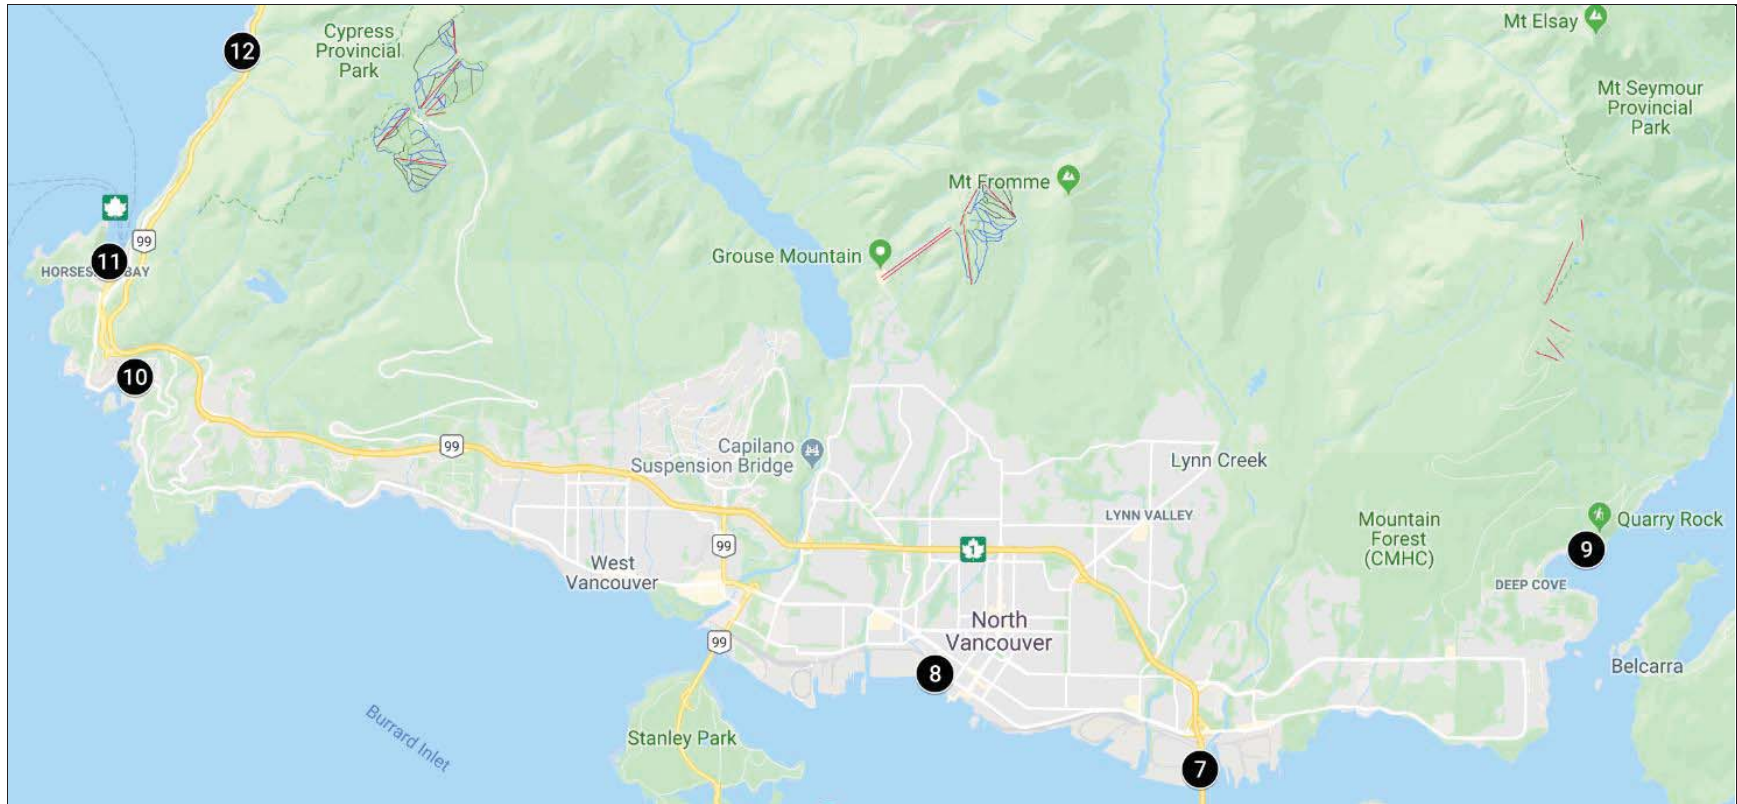 12
Cypress
Provincial
Park
Mt Elsay
Mt Seymour
Provincial
Park
Mt Fromme
99
11
Grouse Mountain
10
99
Capilano
Suspension Bridge
Lynn Creek
LYNN VALLEY
Mountain
Forest
(CMHC)
Quarry Rock
9
DEEP COVE
99
1
West
Vancouver
North
Vancouver
99
8
Belcarra
Burrard Inlet
Stanley Park
7
BAY